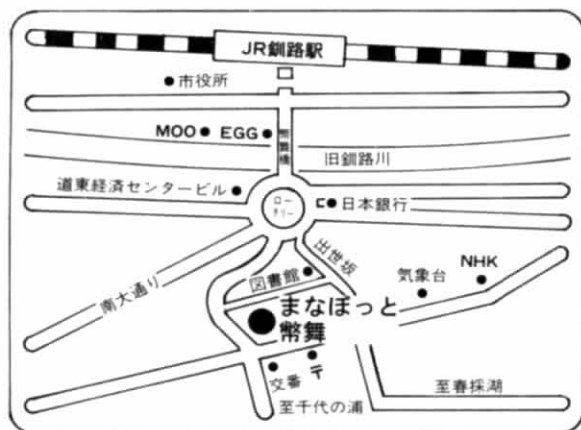 JR釧路駅
市役所
MOO EGG
幣舞橋
旧釧路川
道東経済センタービル
ロータリー
日本銀行
出世坂
図書館
気象台
NHK
南大通り
まなぼっと
幣舞
交番
〒
至春採湖
至千代の浦